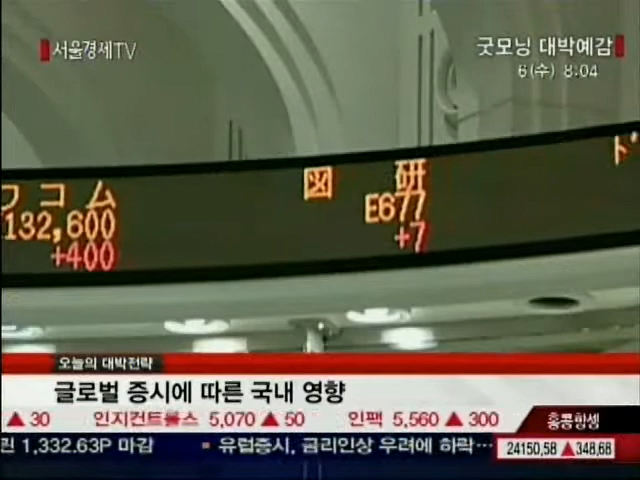 서울경제TV
굿모닝 대박예감
6(수) 8:04
ワコム
132,600
+400
図研
E677
+7
오늘의 대박전략
글로벌 증시에 따른 국내 영향
▲ 30 인지컨트롤스 5,070 ▲ 50 인팩 5,560 ▲ 300
홍콩항셍
린 1,332.63P 마감 ▪ 유럽증시, 금리인상 우려에 하락···
24150,58 ▲348,68